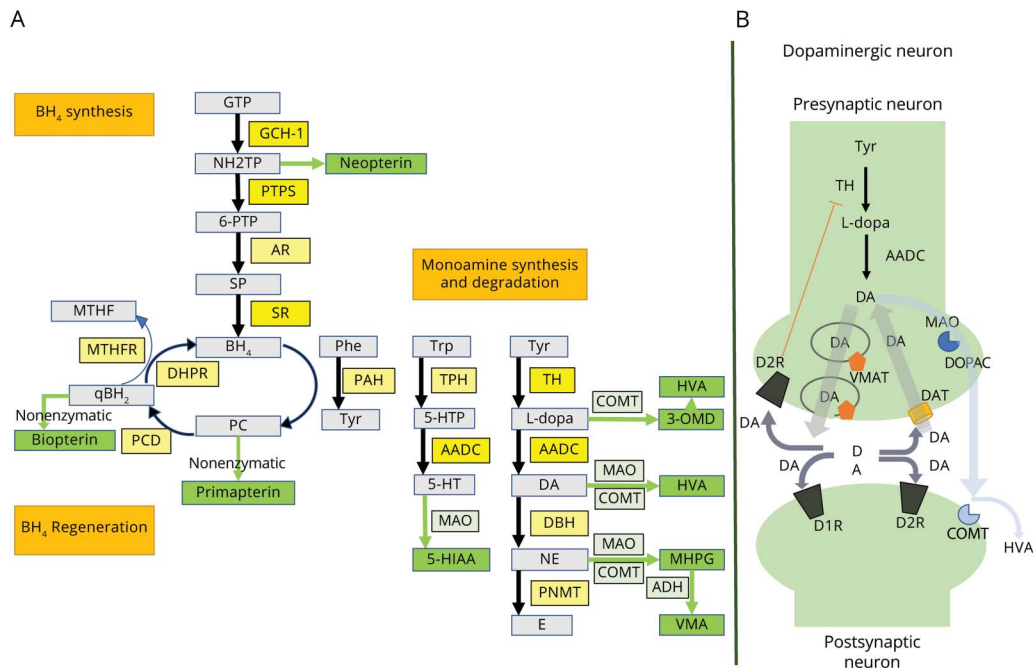 A
BH₄ synthesis
GTP
GCH-1
NH2TP
Neopterin
PTPS
6-PTP
AR
SP
SR
MTHF
MTHFR
BH₄
DHPR
qBH₂
Nonenzymatic
Biopterin
PCD
PC
Nonenzymatic
Primapterin
BH₄ Regeneration
Phe
PAH
Tyr
Monoamine synthesis
and degradation
Trp
TPH
5-HTP
AADC
5-HT
MAO
5-HIAA
Tyr
TH
L-dopa
COMT
HVA
3-OMD
AADC
DA
MAO
COMT
HVA
DBH
NE
MAO
COMT
MHPG
ADH
PNMT
E
VMA
B
Dopaminergic neuron
Presynaptic neuron
Tyr
TH
L-dopa
AADC
DA
MAO
DOPAC
DA
DA
VMAT
D2R
DA
DAT
DA
DA
DA
D
A
DA
D1R
D2R
COMT
HVA
Postsynaptic
neuron